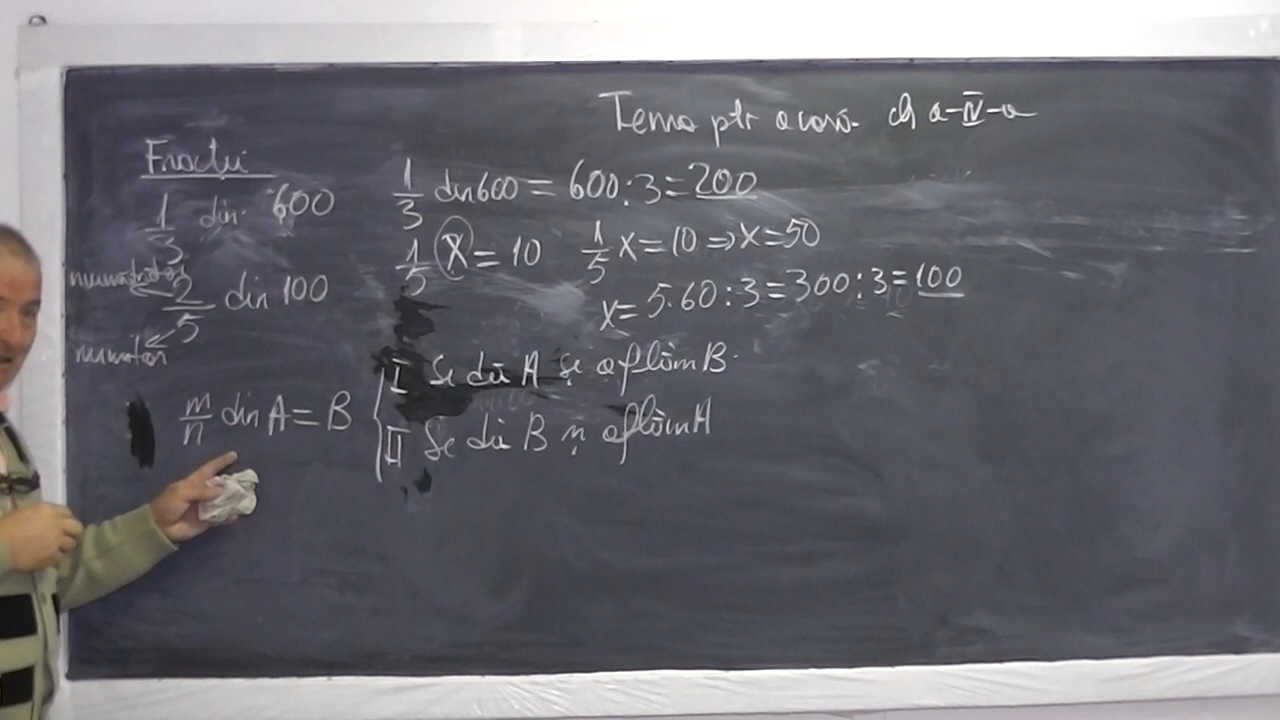 Tema ptr acasă cls a-IV-a
Fractii
1/3 din 600
numărător
2/5 din 100
numitor
m/n din A = B
1/3 din 600 = 600:3 = 200
1/5 x = 10 1/5 x = 10 ⇒ x = 50
x = 5·60:3 = 300:3 = 100
I Se dă A și aflăm B.
II Se dă B și aflăm A